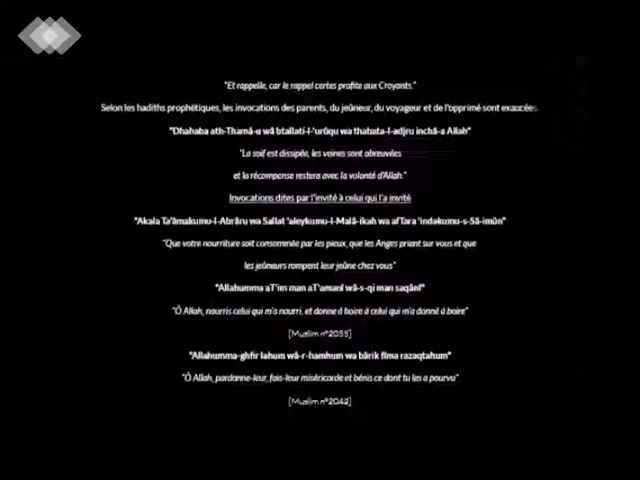 "Et rappelle, car le rappel certes profite aux Croyants."
Selon les hadiths prophétiques, les invocations des parents, du jeûneur, du voyageur et de l'opprimé sont exaucées.
"Dhahaba ath-Thamâ-u wâ btallati-l-'urûqu wa thabata-l-adjru inchâ-a Allah"
"La soif est dissipée, les veines sont abreuvées
et la récompense restera avec la volonté d'Allah."
Invocations dites par l'invité à celui qui l'a invité
"Akala Ta'âmakumu-l-Abrâru wa Sallat 'aleykumu-l-Malâ-ikah wa afTara 'indakumu-s-Sâ-imûn"
"Que votre nourriture soit consommée par les pieux, que les Anges prient sur vous et que
les jeûneurs rompent leur jeûne chez vous"
"Allahumma aT'im man aT'amanî wâ-s-qi man saqânî"
"Ô Allah, nourris celui qui m'a nourri, et donne à boire à celui qui m'a donné à boire"
[Muslim n°2055]
"Allahumma-ghfir lahum wâ-r-hamhum wa bârik fîma razaqtahum"
"Ô Allah, pardonne-leur, fais-leur miséricorde et bénis ce dont tu les a pourvu"
[Muslim n°2042]